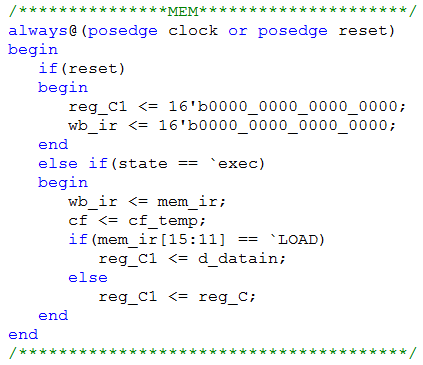 /***************MEM*********************/
always@(posedge clock or posedge reset)
begin
   if(reset)
   begin
      reg_C1 <= 16'b0000_0000_0000_0000;
      wb_ir <= 16'b0000_0000_0000_0000;
   end
   else if(state == `exec)
   begin
      wb_ir <= mem_ir;
      cf <= cf_temp;
      if(mem_ir[15:11] == `LOAD)
         reg_C1 <= d_datain;
      else
         reg_C1 <= reg_C;
   end
end
/***************************************/